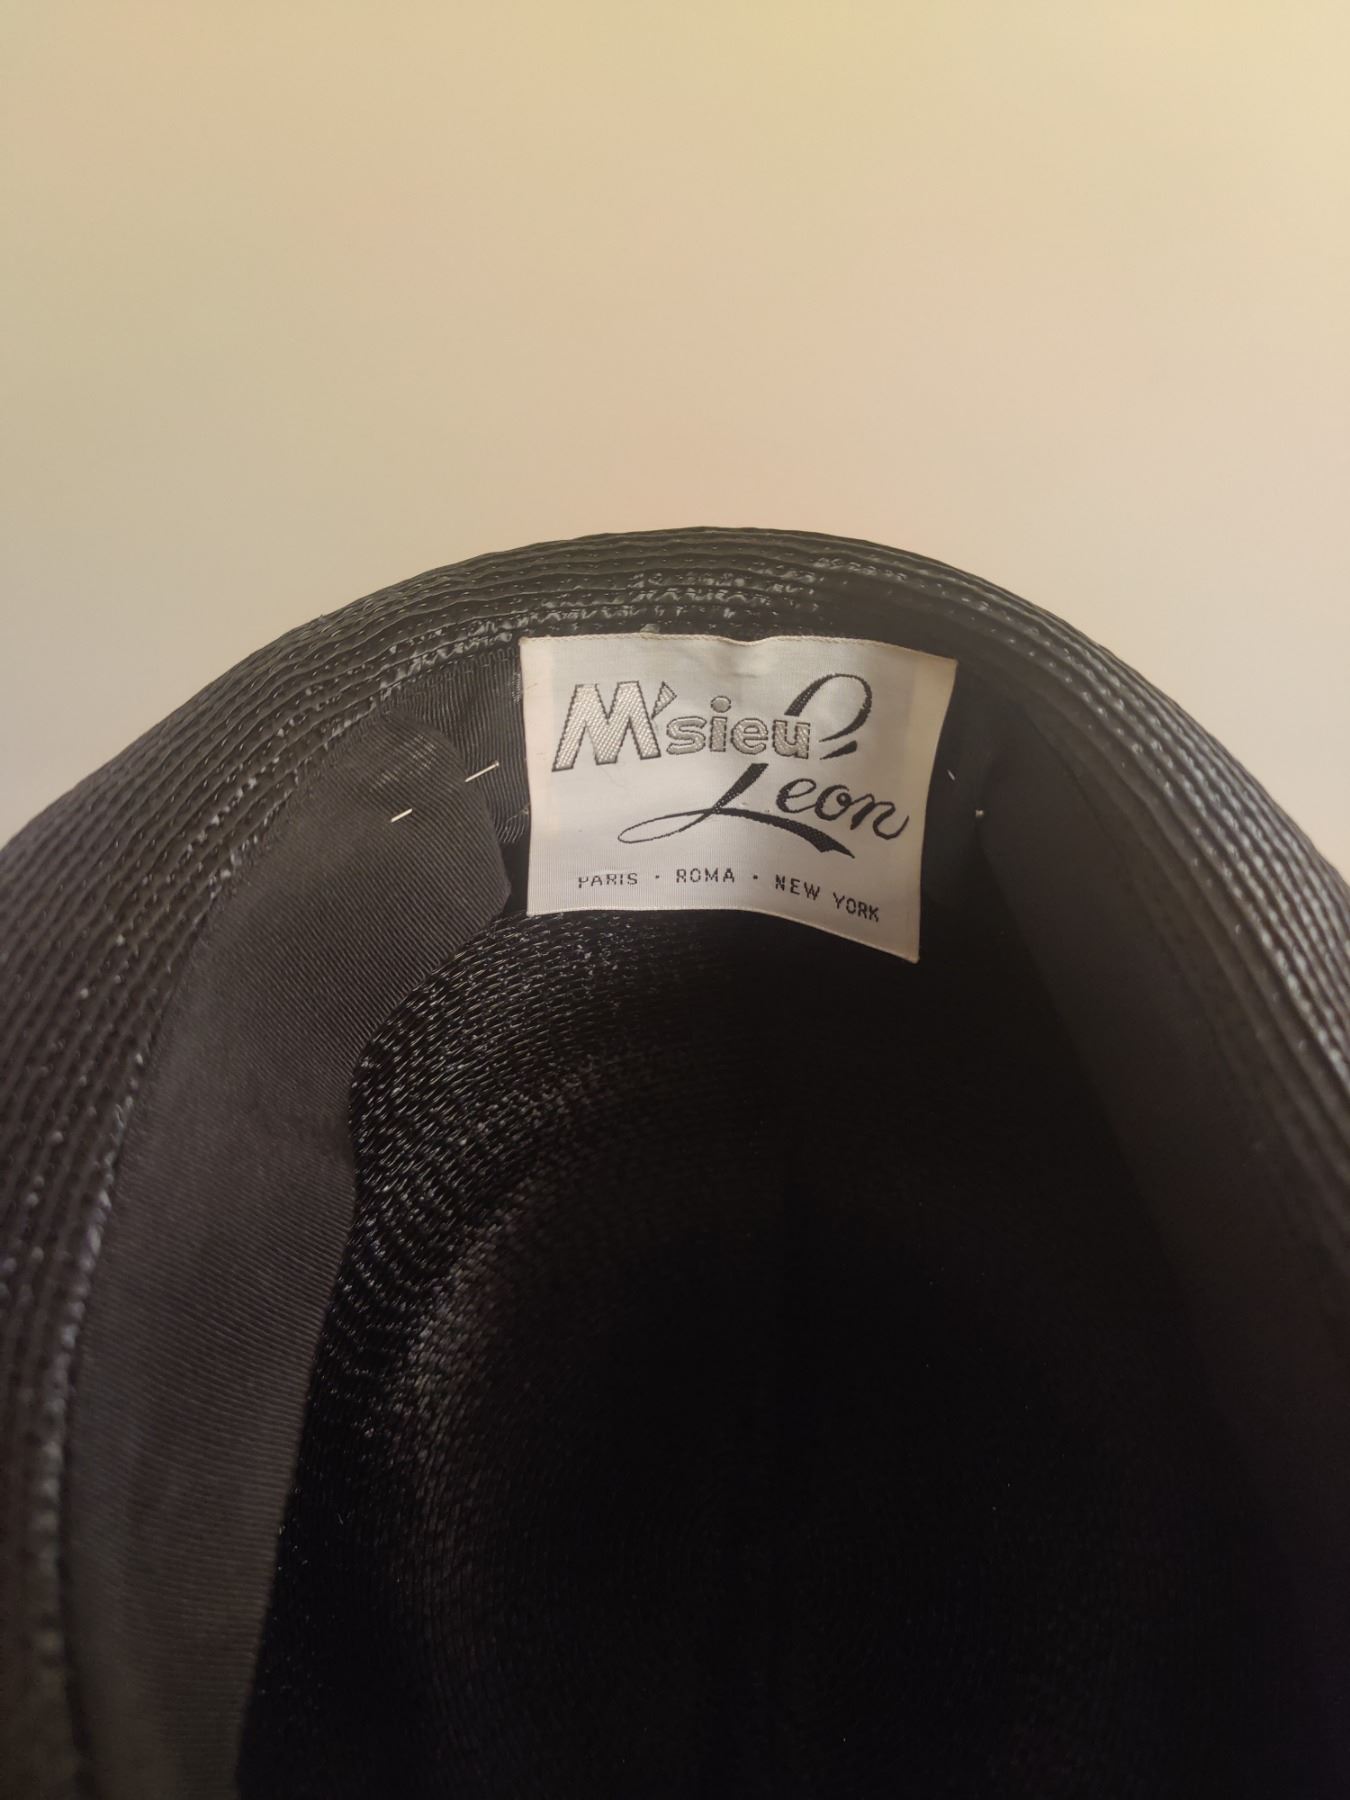 M'sieu
Leon
PARIS · ROMA · NEW YORK